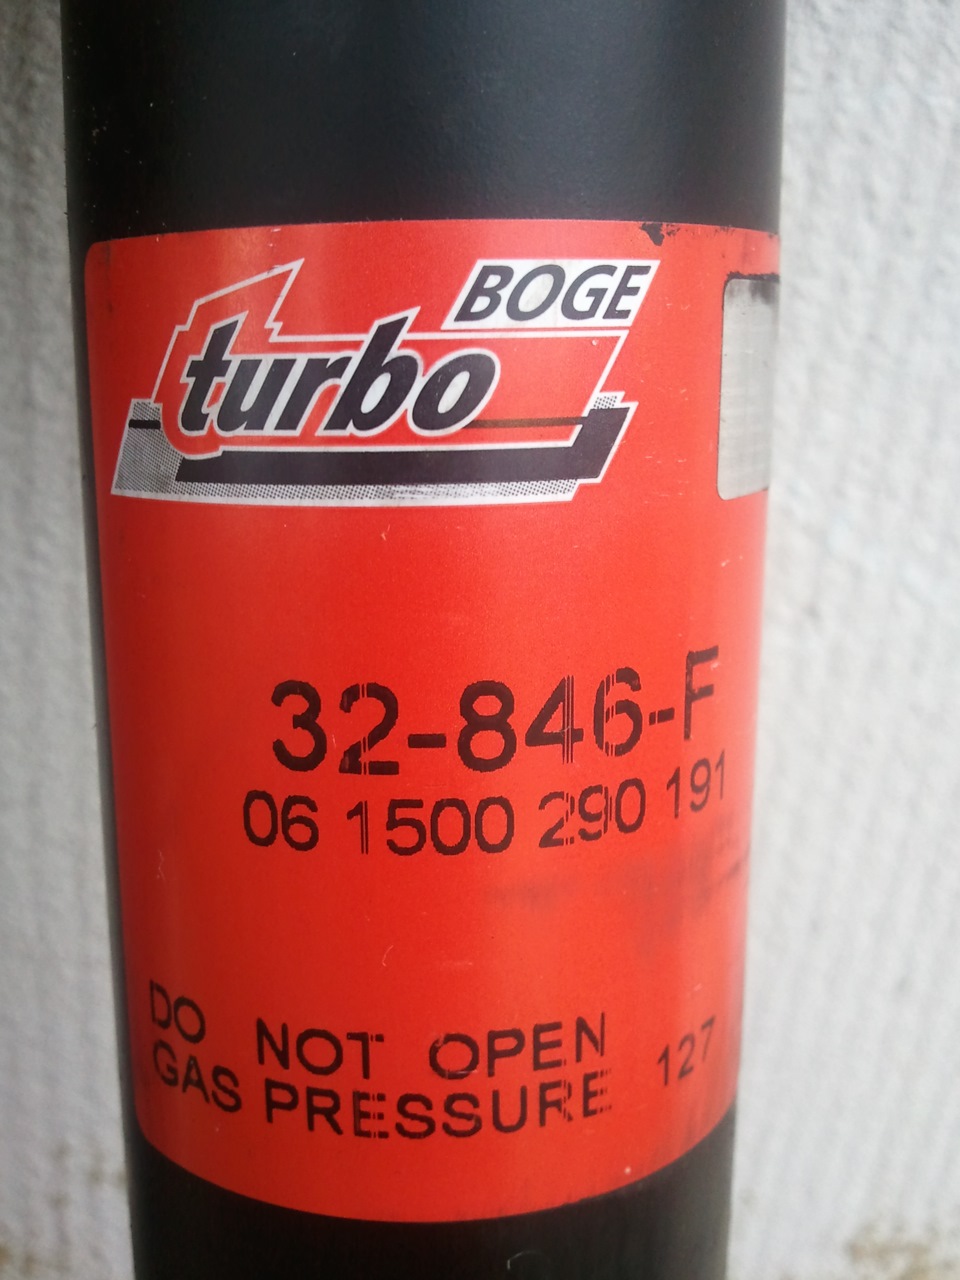 BOGE
turbo
32-846-F
06 1500 290 191
DO NOT OPEN
GAS PRESSURE 127